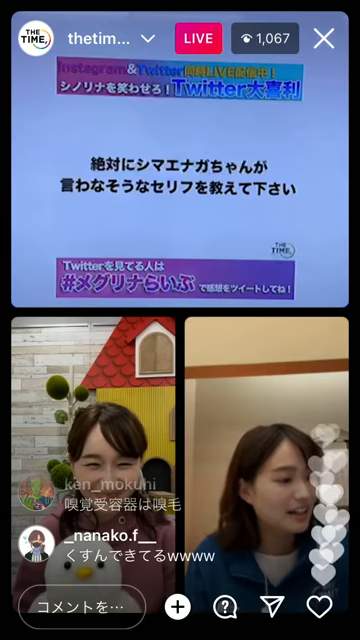 THE TIME,
thetim...
LIVE
1,067
Instagram&Twitter同時LIVE配信中!
シノリナを笑わせろ!Twitter大喜利
絶対にシマエナガちゃんが
言わなそうなセリフを教えて下さい
THE TIME,
Twitterを見てる人は
#メグリナらいぶ で感想をツイートしてね!
ken_mokuni
嗅覚受容器は嗅毛
_nanako.f__
くすんできてるwwww
コメントを…